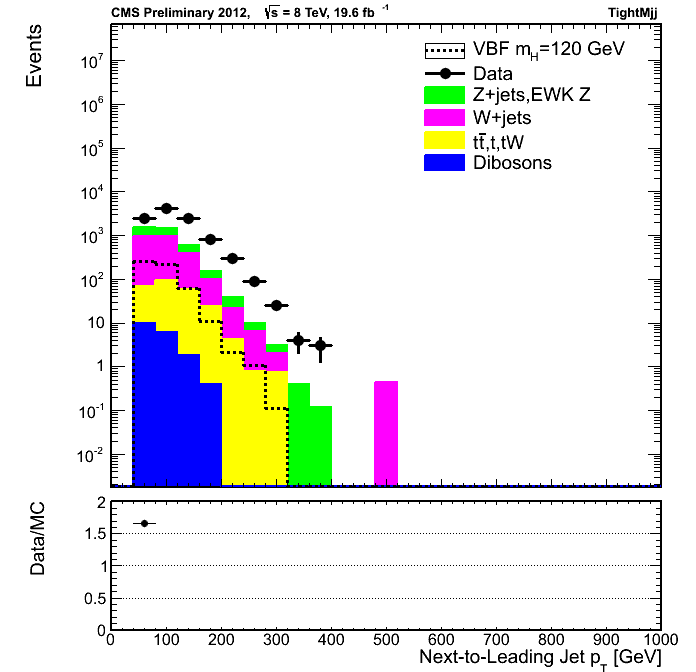 CMS Preliminary 2012, √s = 8 TeV, 19.6 fb⁻¹ TightMjj
Events
VBF m_H=120 GeV
Data
Z+jets,EWK Z
W+jets
tt̄,t,tW
Dibosons
10⁷
10⁶
10⁵
10⁴
10³
10²
10
1
10⁻¹
10⁻²
Data/MC
2
1.5
1
0.5
0
0 100 200 300 400 500 600 700 800 900 1000
Next-to-Leading Jet p_T [GeV]